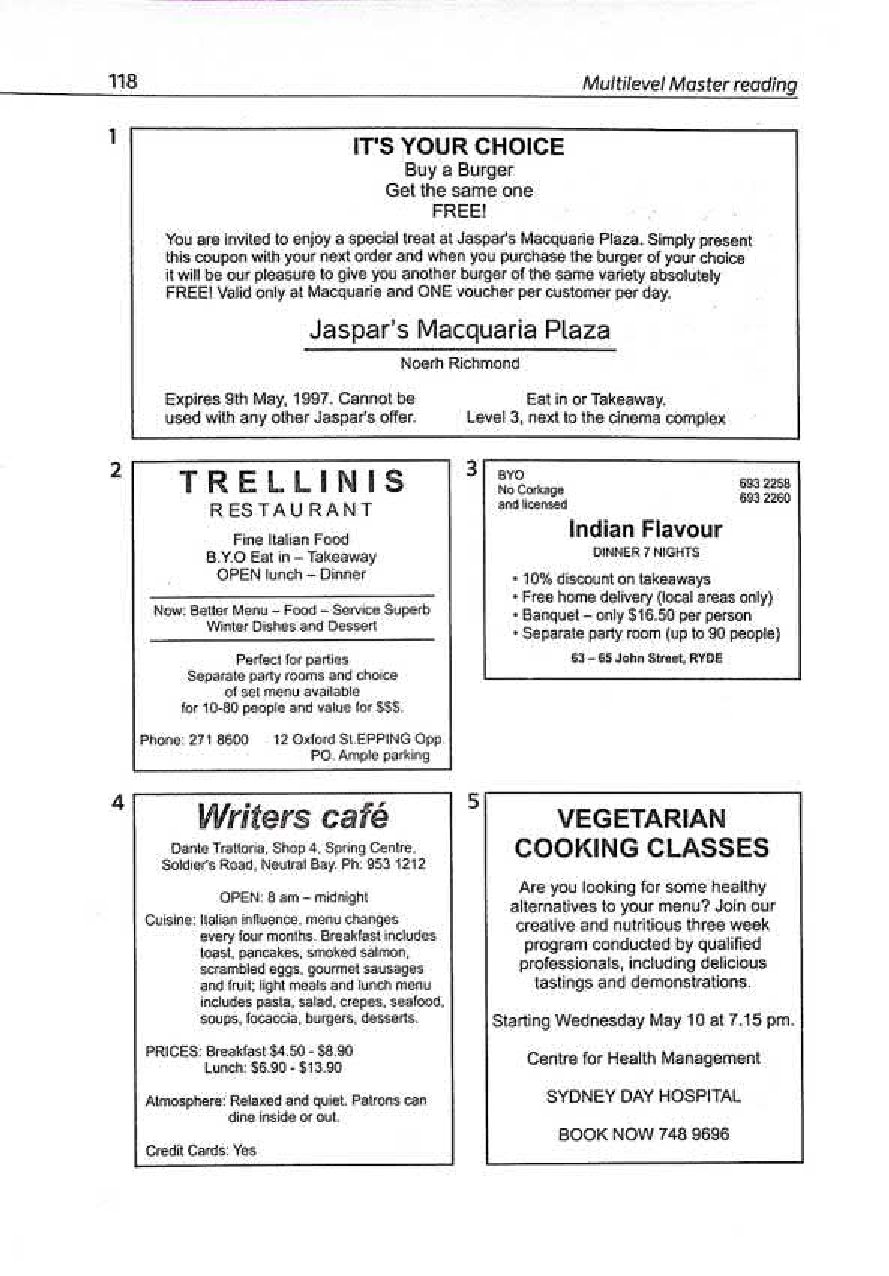 118
Multilevel Master reading
1
IT'S YOUR CHOICE
Buy a Burger
Get the same one
FREE!
You are invited to enjoy a special treat at Jaspar's Macquarie Plaza. Simply present
this coupon with your next order and when you purchase the burger of your choice
it will be our pleasure to give you another burger of the same variety absolutely
FREE! Valid only at Macquarie and ONE voucher per customer per day.
Jaspar's Macquaria Plaza
Noerh Richmond
Expires 9th May, 1997. Cannot be
used with any other Jaspar's offer.
Eat in or Takeaway.
Level 3, next to the cinema complex
2
TRELLINIS
RESTAURANT
Fine Italian Food
B.Y.O Eat in – Takeaway
OPEN lunch – Dinner
Now: Better Menu – Food – Service Superb
Winter Dishes and Dessert
Perfect for parties
Separate party rooms and choice
of set menu available
for 10-80 people and value for $$$.
Phone: 271 8600 12 Oxford St.EPPING Opp.
PO. Ample parking
3
BYO
No Corkage
and licensed
693 2258
693 2260
Indian Flavour
DINNER 7 NIGHTS
• 10% discount on takeaways
• Free home delivery (local areas only)
• Banquet – only $16.50 per person
• Separate party room (up to 90 people)
63 – 65 John Street, RYDE
4
Writers café
Dante Trattoria, Shop 4, Spring Centre,
Soldier's Road, Neutral Bay. Ph: 953 1212
OPEN: 8 am – midnight
Cuisine: Italian influence, menu changes
every four months. Breakfast includes
toast, pancakes, smoked salmon,
scrambled eggs, gourmet sausages
and fruit; light meals and lunch menu
includes pasta, salad, crepes, seafood,
soups, focaccia, burgers, desserts.
PRICES: Breakfast $4.50 - $8.90
Lunch: $6.90 - $13.90
Atmosphere: Relaxed and quiet. Patrons can
dine inside or out.
Credit Cards: Yes
5
VEGETARIAN
COOKING CLASSES
Are you looking for some healthy
alternatives to your menu? Join our
creative and nutritious three week
program conducted by qualified
professionals, including delicious
tastings and demonstrations.
Starting Wednesday May 10 at 7.15 pm.
Centre for Health Management
SYDNEY DAY HOSPITAL
BOOK NOW 748 9696